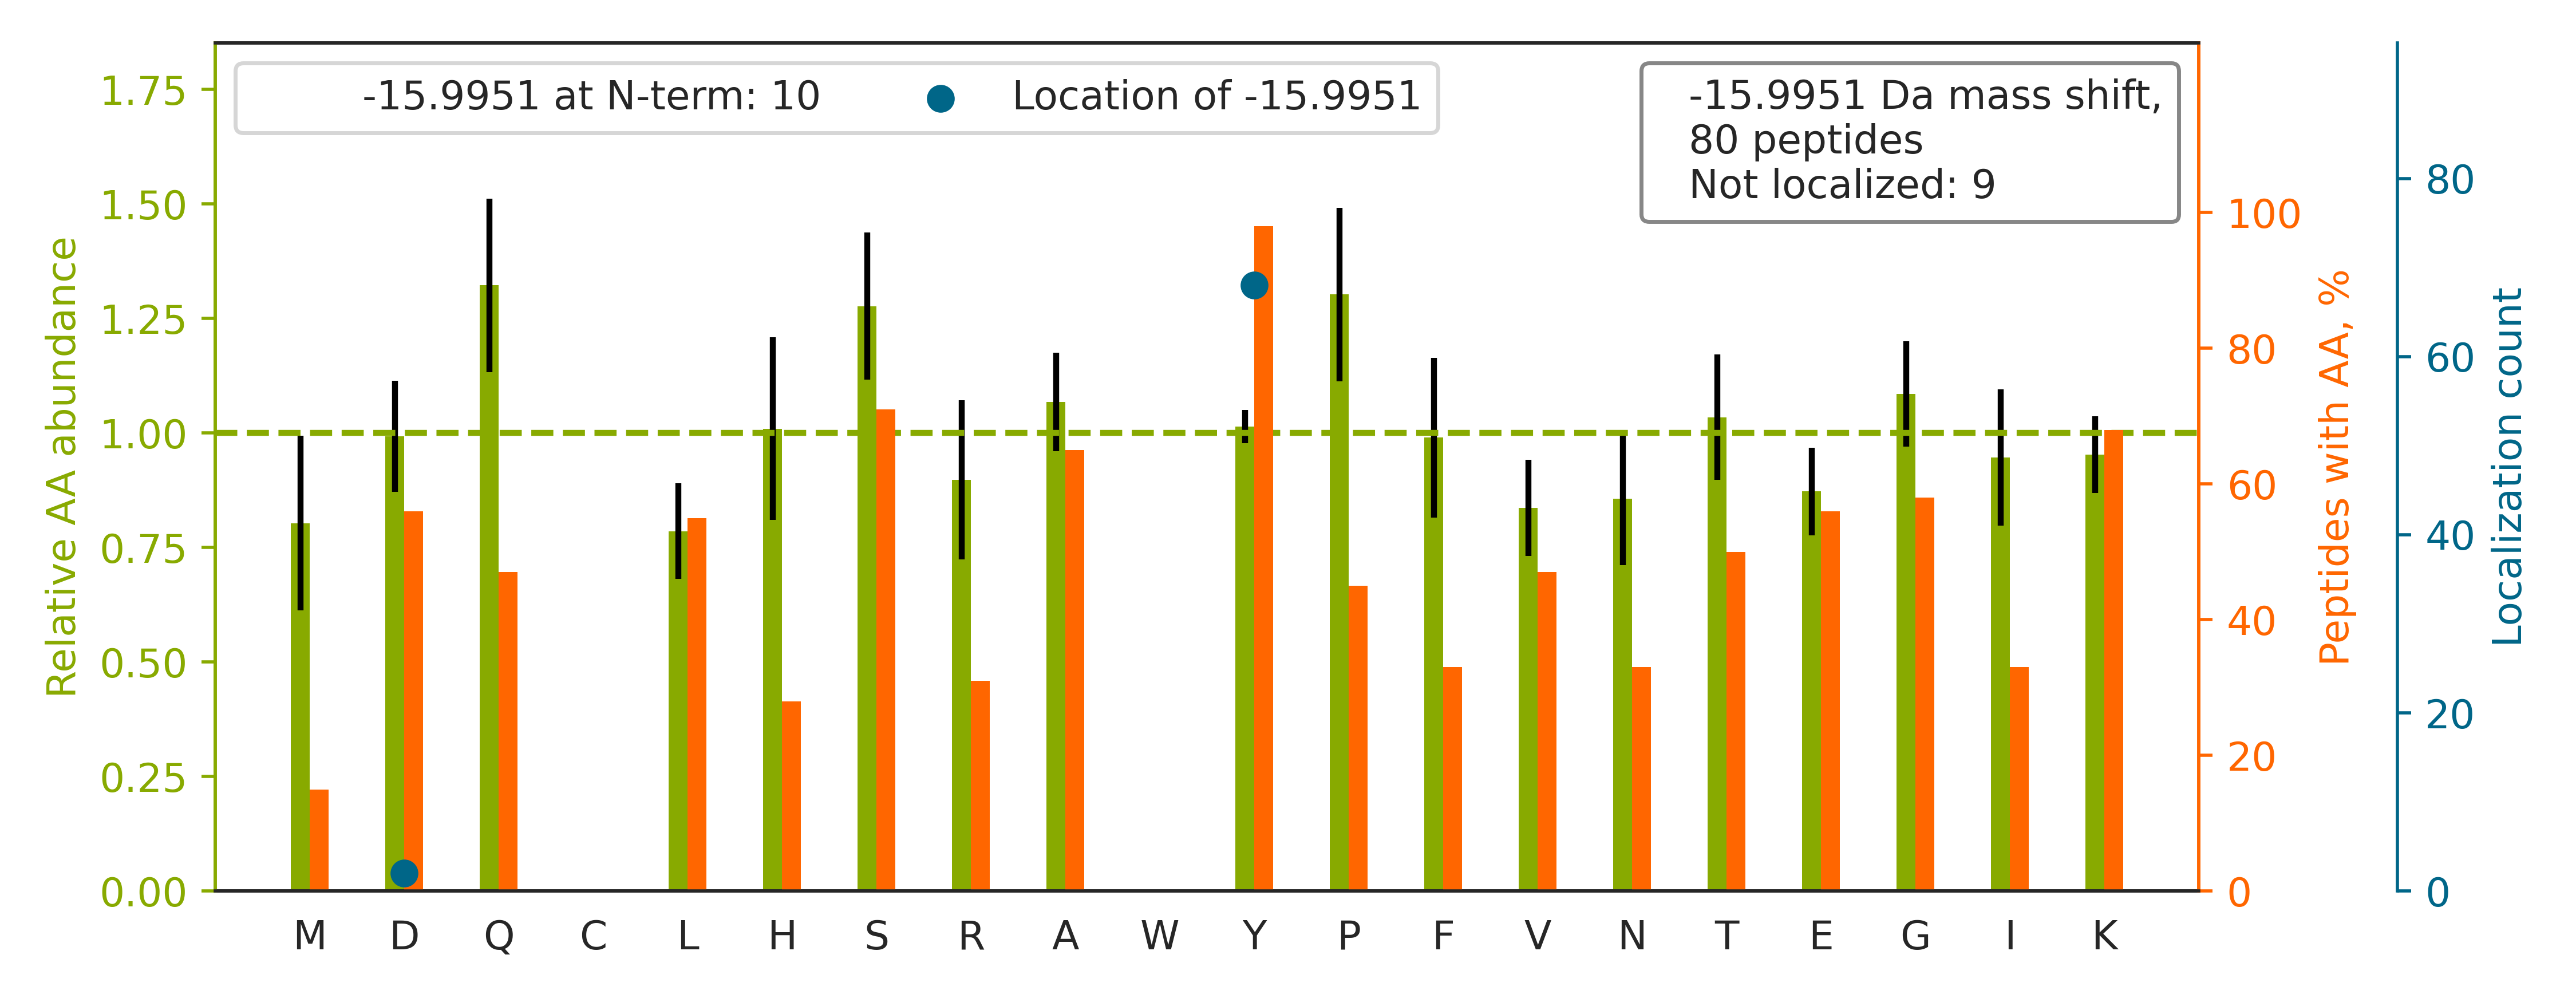 -15.9951 at N-term: 10
Location of -15.9951
-15.9951 Da mass shift,
80 peptides
Not localized: 9
Relative AA abundance
1.75
1.50
1.25
1.00
0.75
0.50
0.25
0.00
Peptides with AA, %
100
80
60
40
20
0
Localization count
80
60
40
20
0
M D Q C L H S R A W Y P F V N T E G I K